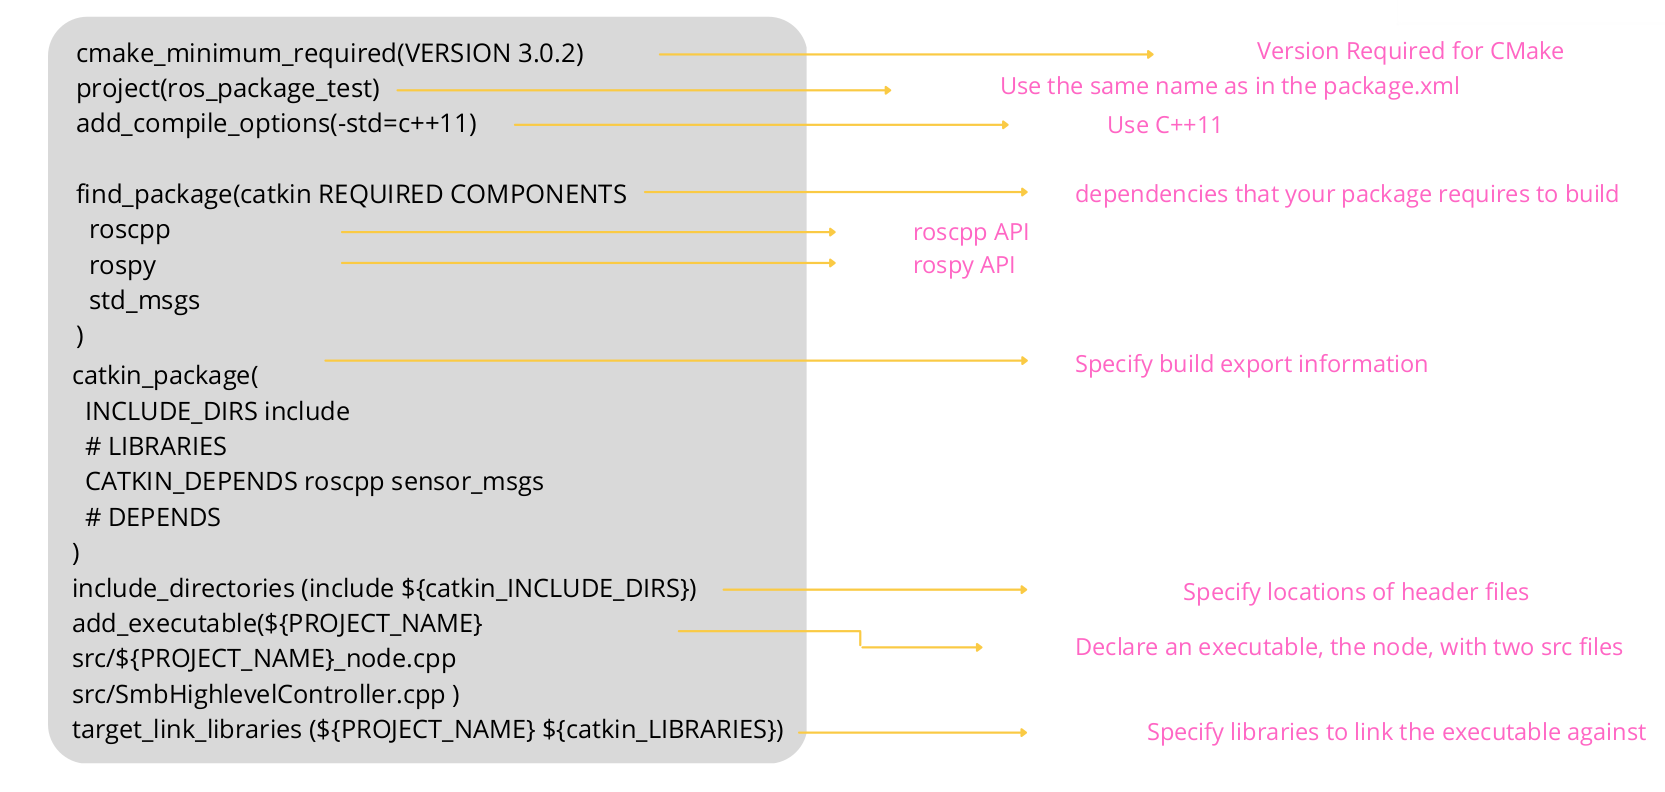 cmake_minimum_required(VERSION 3.0.2)
Version Required for CMake
project(ros_package_test)
Use the same name as in the package.xml
add_compile_options(-std=c++11)
Use C++11
find_package(catkin REQUIRED COMPONENTS
dependencies that your package requires to build
roscpp
roscpp API
rospy
rospy API
std_msgs
)
catkin_package(
Specify build export information
INCLUDE_DIRS include
# LIBRARIES
CATKIN_DEPENDS roscpp sensor_msgs
# DEPENDS
)
include_directories (include ${catkin_INCLUDE_DIRS})
Specify locations of header files
add_executable(${PROJECT_NAME}
Declare an executable, the node, with two src files
src/${PROJECT_NAME}_node.cpp
src/SmbHighlevelController.cpp )
target_link_libraries (${PROJECT_NAME} ${catkin_LIBRARIES})
Specify libraries to link the executable against